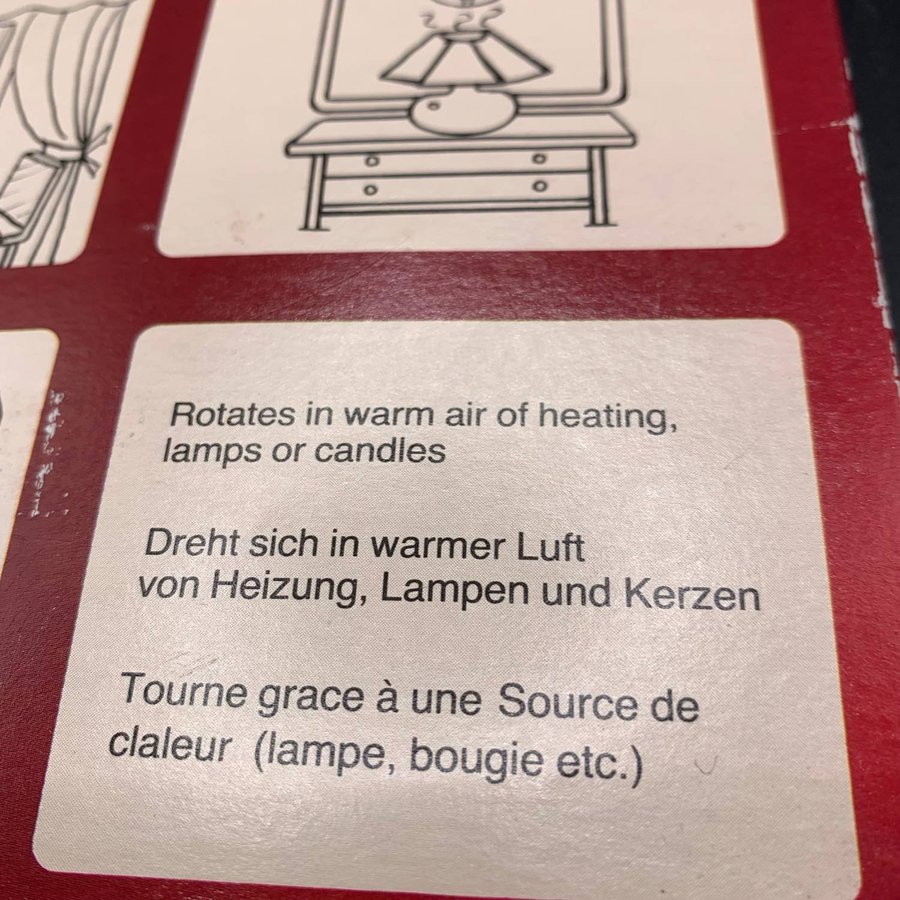 Rotates in warm air of heating,
lamps or candles
Dreht sich in warmer Luft
von Heizung, Lampen und Kerzen
Tourne grace à une Source de
claleur (lampe, bougie etc.)